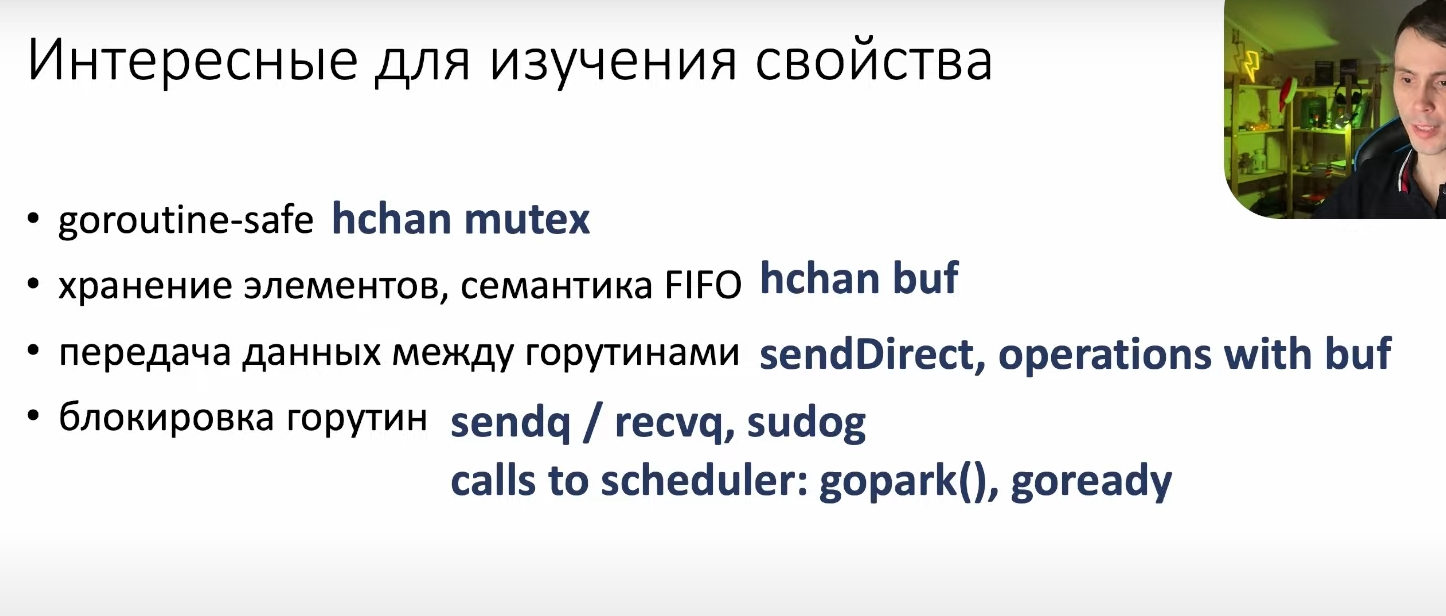 Интересные для изучения свойства
• goroutine-safe hchan mutex
• хранение элементов, семантика FIFO hchan buf
• передача данных между горутинами sendDirect, operations with buf
• блокировка горутин sendq / recvq, sudog
calls to scheduler: gopark(), goready